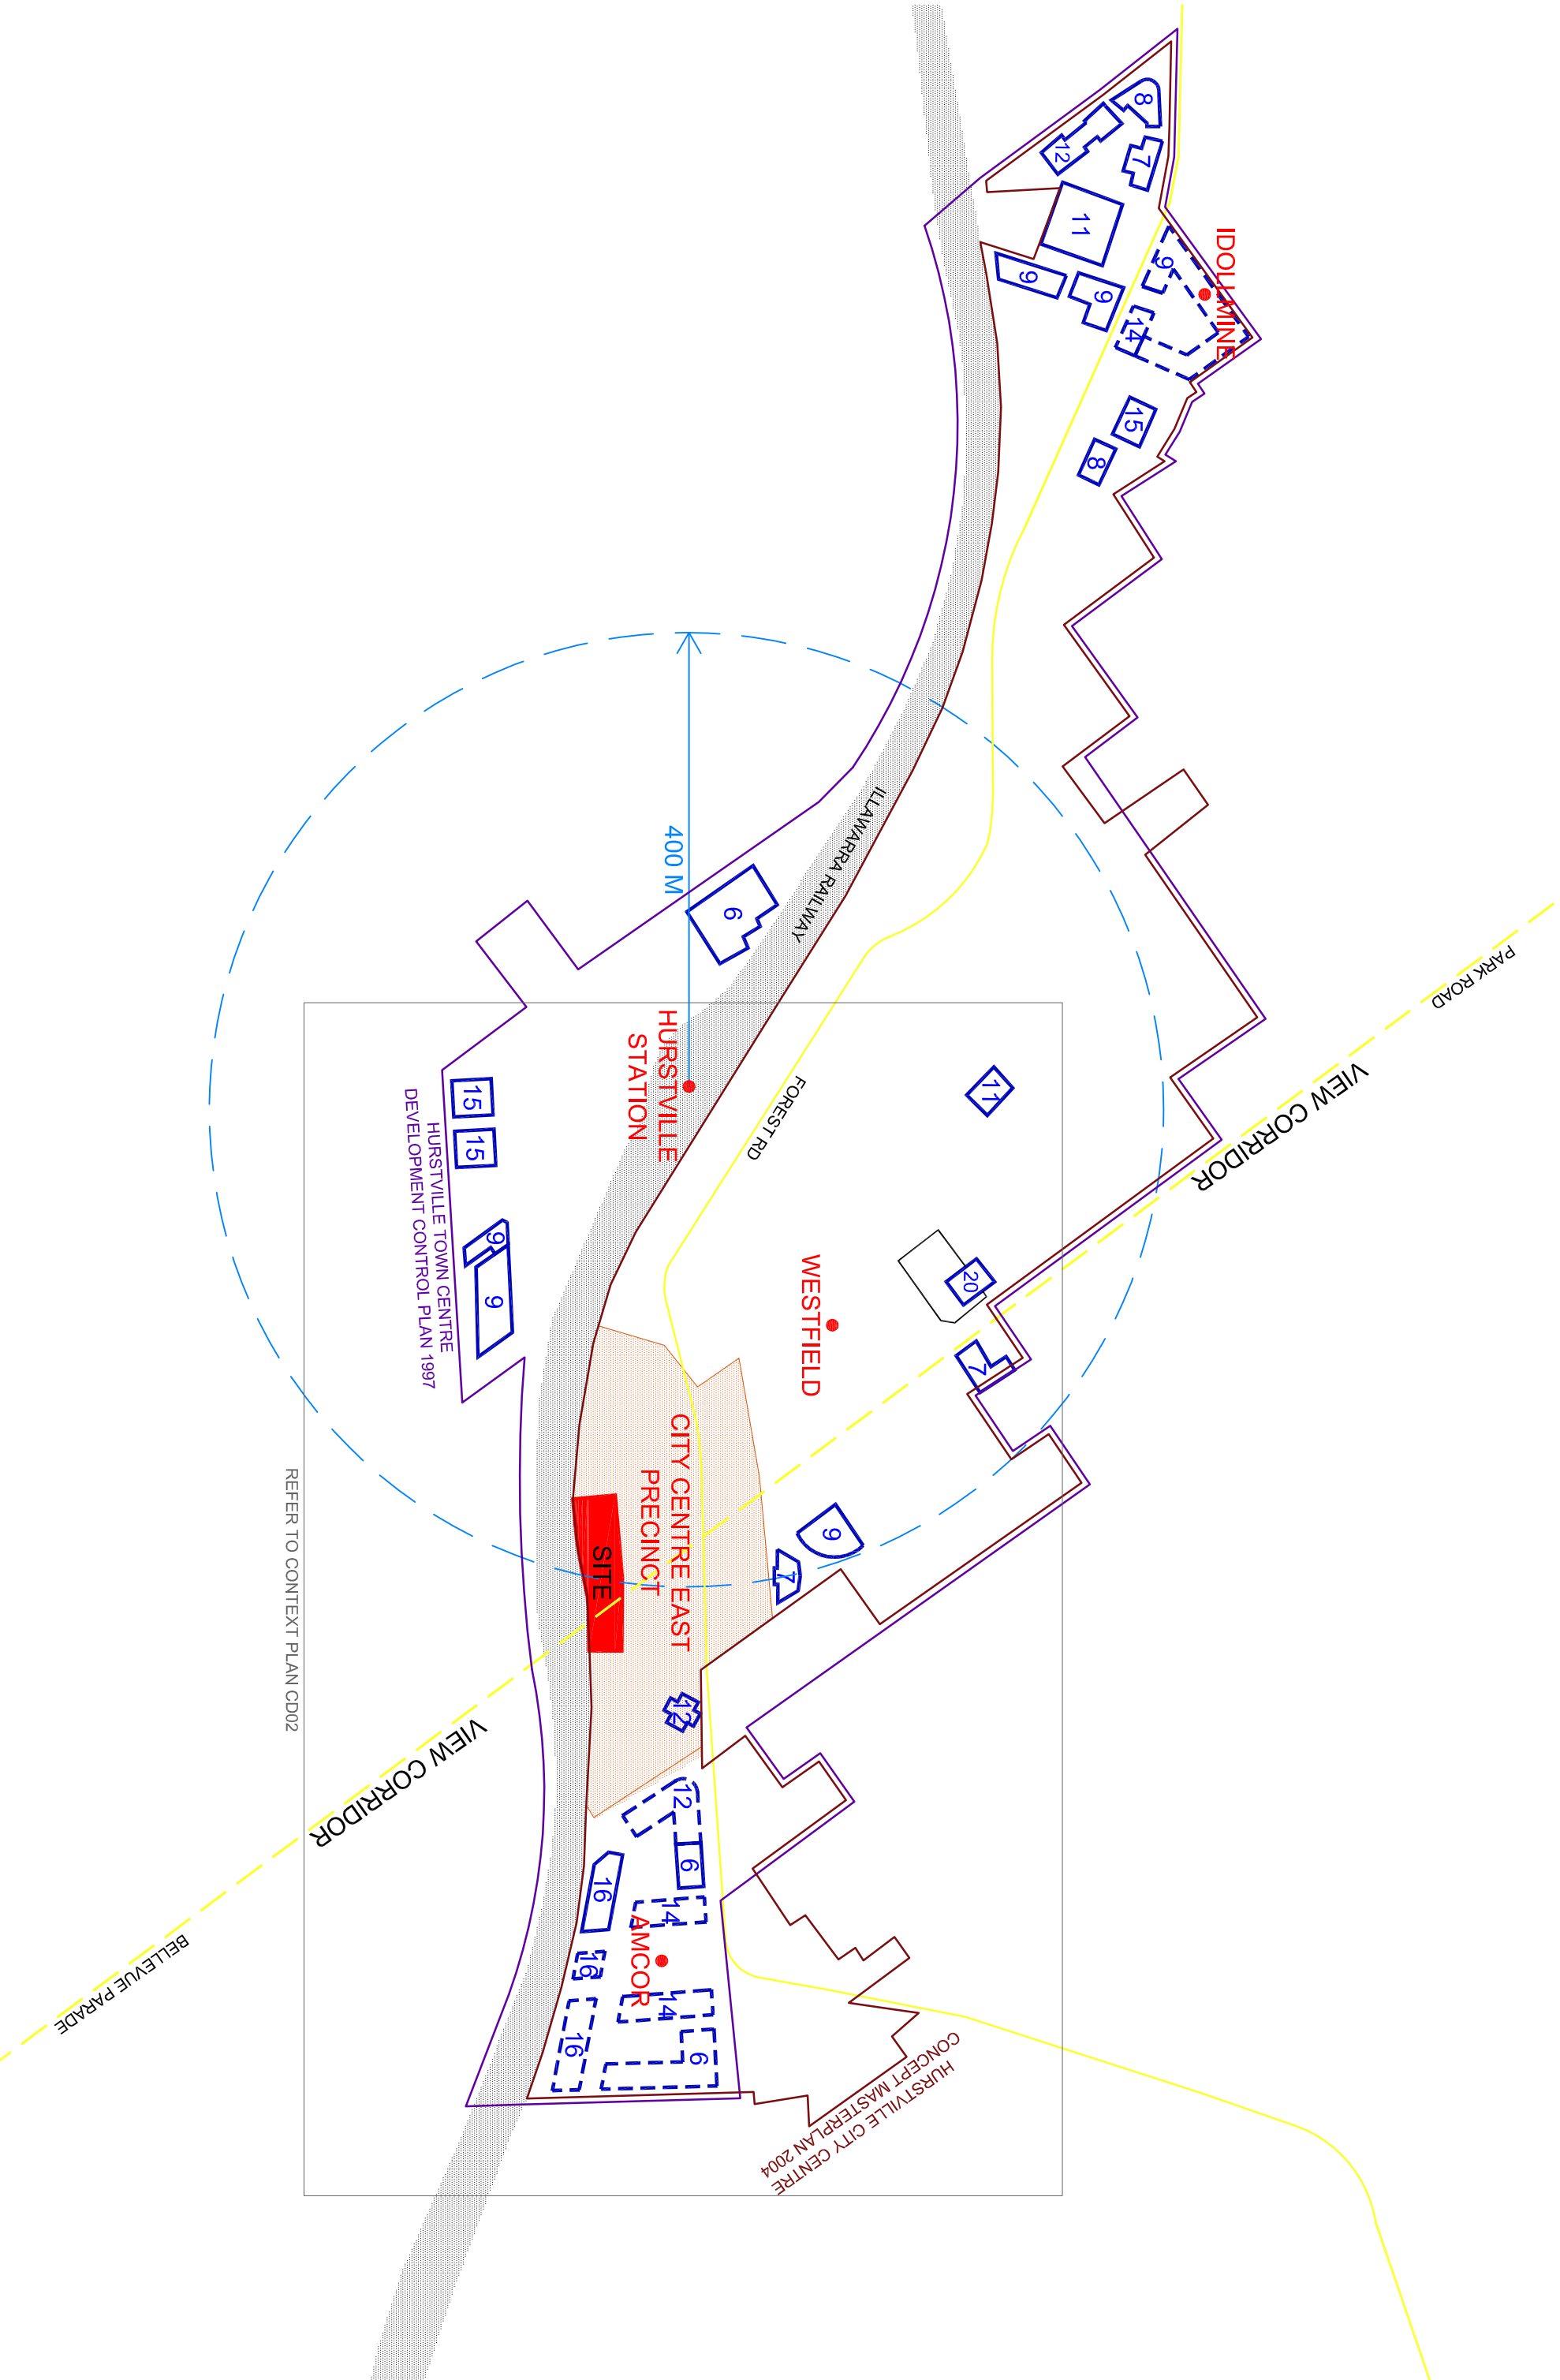 8
12
7
11
9
IDOLUMINE
9
9
14
15
8
ILLAWARRA RAILWAY
400 M
6
PARK ROAD
HURSTVILLE
STATION
FOREST RD
11
VIEW CORRIDOR
15
15
HURSTVILLE TOWN CENTRE
DEVELOPMENT CONTROL PLAN 1997
9
9
WESTFIELD
20
7
CITY CENTRE EAST
PRECINCT
SITE
9
7
REFER TO CONTEXT PLAN CD02
12
VIEW CORRIDOR
12
6
16
14
AMCOR
16
14
16
6
BELLEVUE PARADE
HURSTVILLE CITY CENTRE
CONCEPT MASTERPLAN 2004